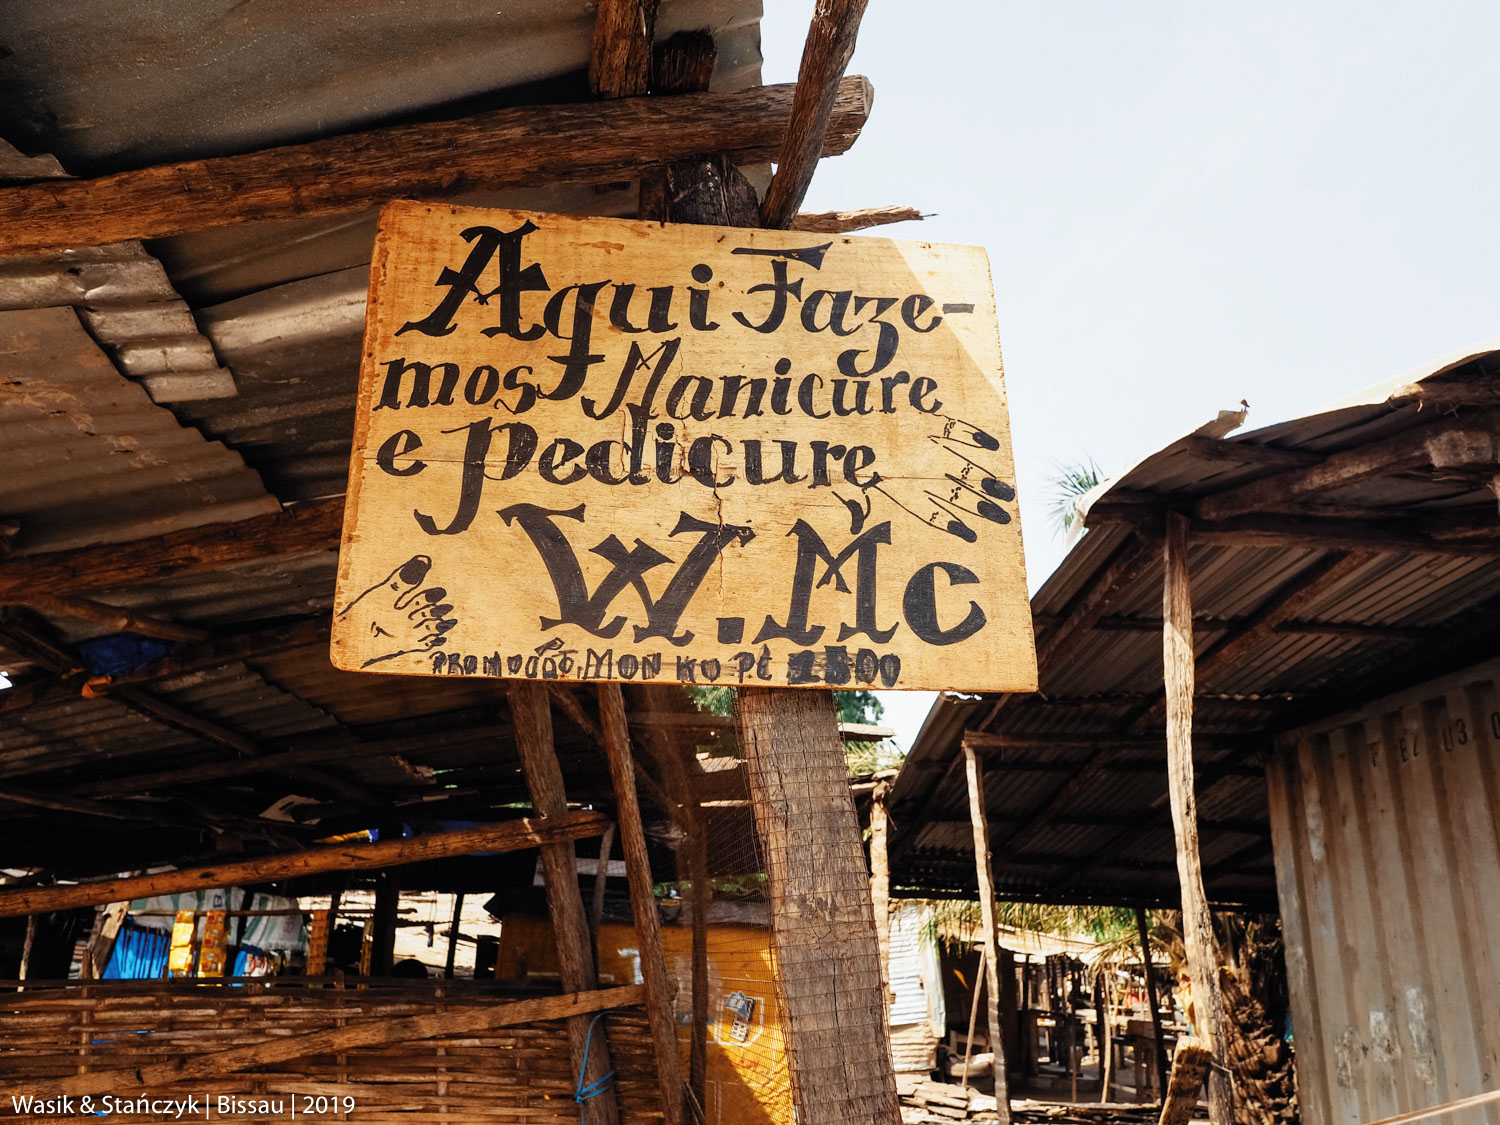 Aqui Faze-
mos Manicure
e Pedicure
W.Mc
PROMOÇÃO, MON KU PÉ 1500
Wasik & Stańczyk | Bissau | 2019